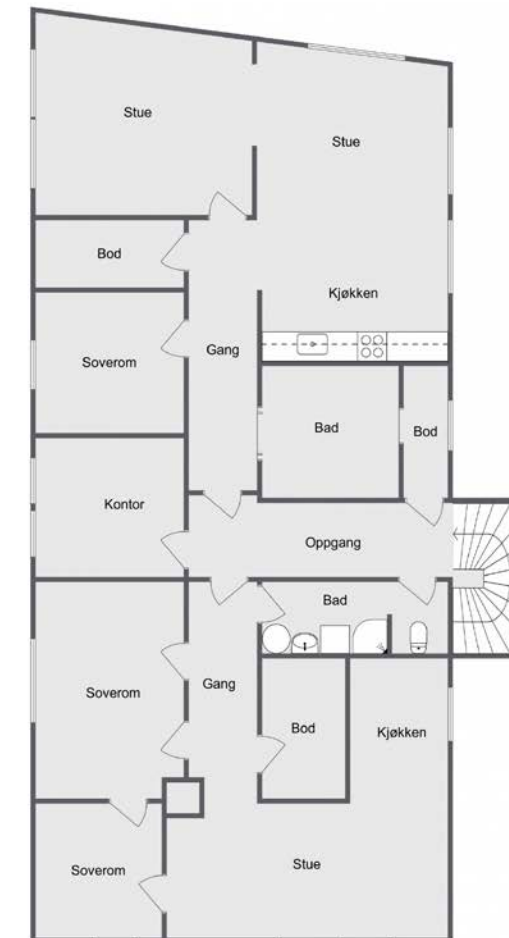 Stue
Stue
Bod
Kjøkken
Gang
Soverom
Bad
Bod
Kontor
Oppgang
Bad
Gang
Soverom
Bod
Kjøkken
Stue
Soverom